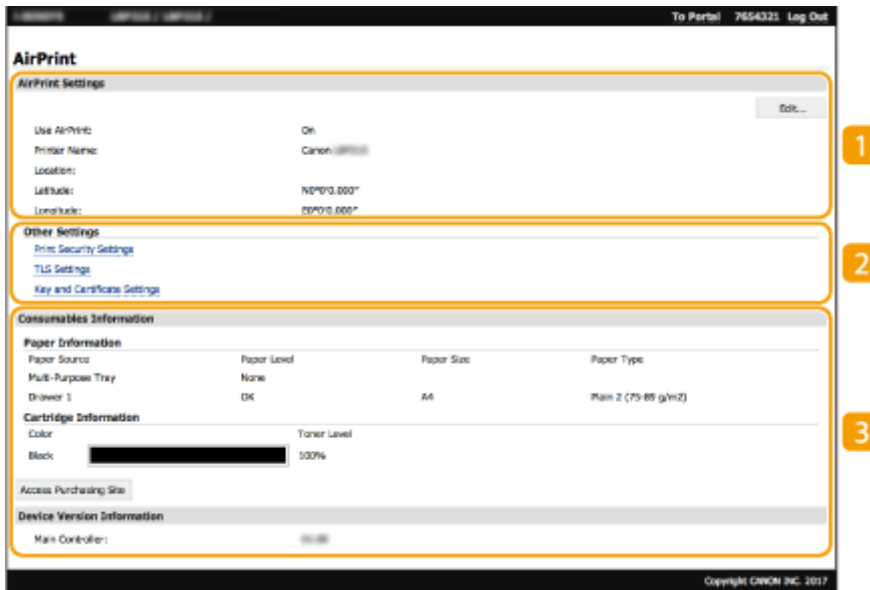 To Portal 7654321 Log Out
AirPrint
AirPrint Settings
Edit...
1
Use AirPrint: On
Printer Name: Canon
Location:
Latitude: N0°0'0.000"
Longitude: E0°0'0.000"
Other Settings
Print Security Settings
TLS Settings
2
Key and Certificate Settings
Consumables Information
Paper Information
Paper Source Paper Level Paper Size Paper Type
Multi-Purpose Tray None
Drawer 1 OK A4 Plain 2 (75-89 g/m2)
Cartridge Information
3
Color Toner Level
Black 100%
Access Purchasing Site
Device Version Information
Main Controller:
Copyright CANON INC. 2017